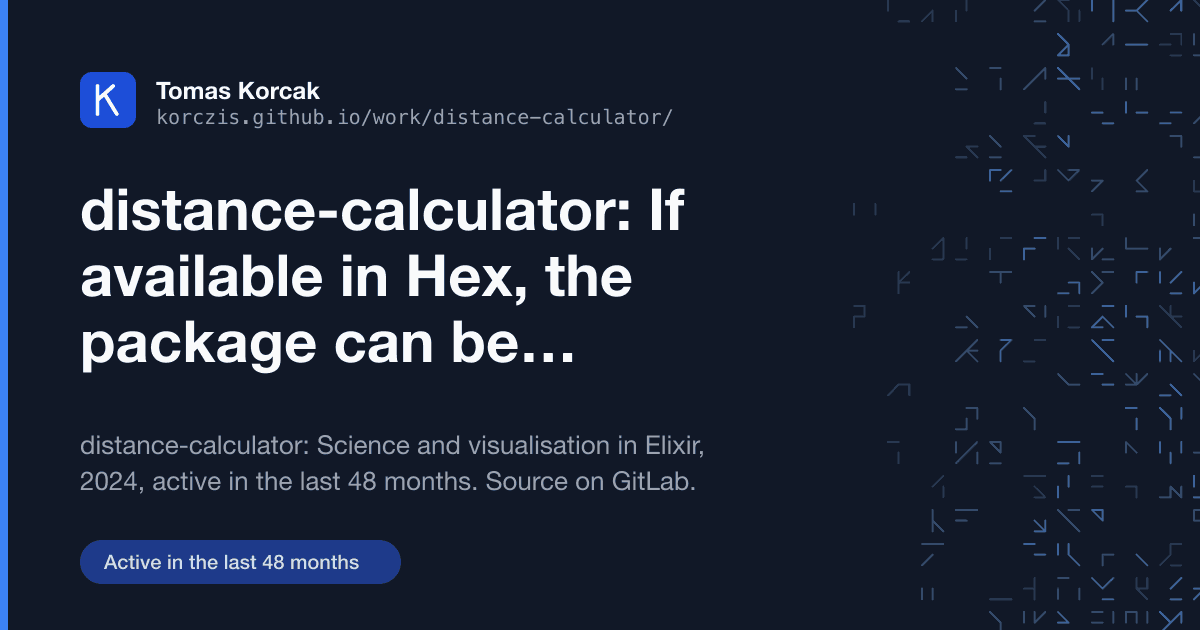 K
Tomas Korcak
korczis.github.io/work/distance-calculator/
distance-calculator: If
available in Hex, the
package can be…
distance-calculator: Science and visualisation in Elixir,
2024, active in the last 48 months. Source on GitLab.
Active in the last 48 months